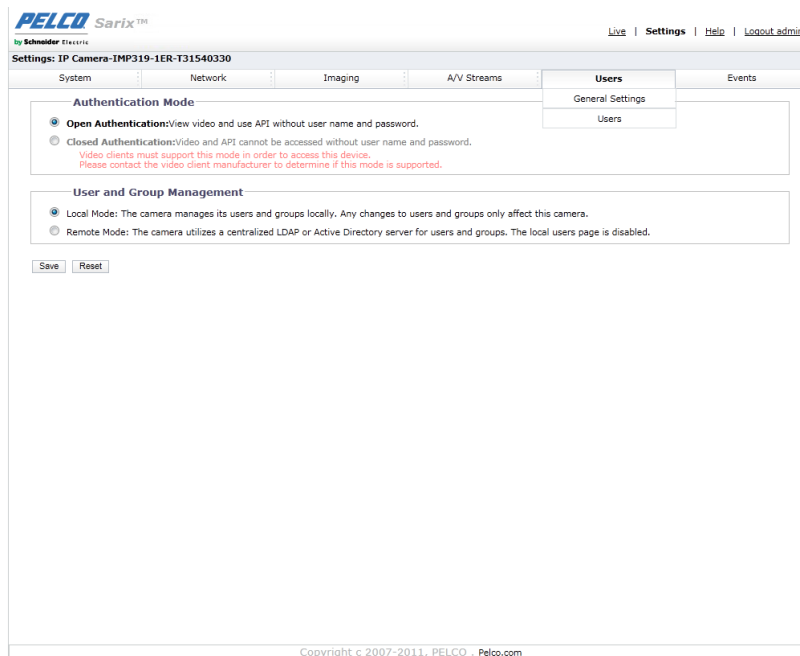 PELCO Sarix™
by Schneider Electric
Live | Settings | Help | Logout admin
Settings: IP Camera-IMP319-1ER-T31540330
System Network Imaging A/V Streams Users Events
General Settings
Users
Authentication Mode
Open Authentication:View video and use API without user name and password.
Closed Authentication:Video and API cannot be accessed without user name and password.
Video clients must support this mode in order to access this device.
Please contact the video client manufacturer to determine if this mode is supported.
User and Group Management
Local Mode: The camera manages its users and groups locally. Any changes to users and groups only affect this camera.
Remote Mode: The camera utilizes a centralized LDAP or Active Directory server for users and groups. The local users page is disabled.
Save Reset
Copyright c 2007-2011, PELCO . Pelco.com